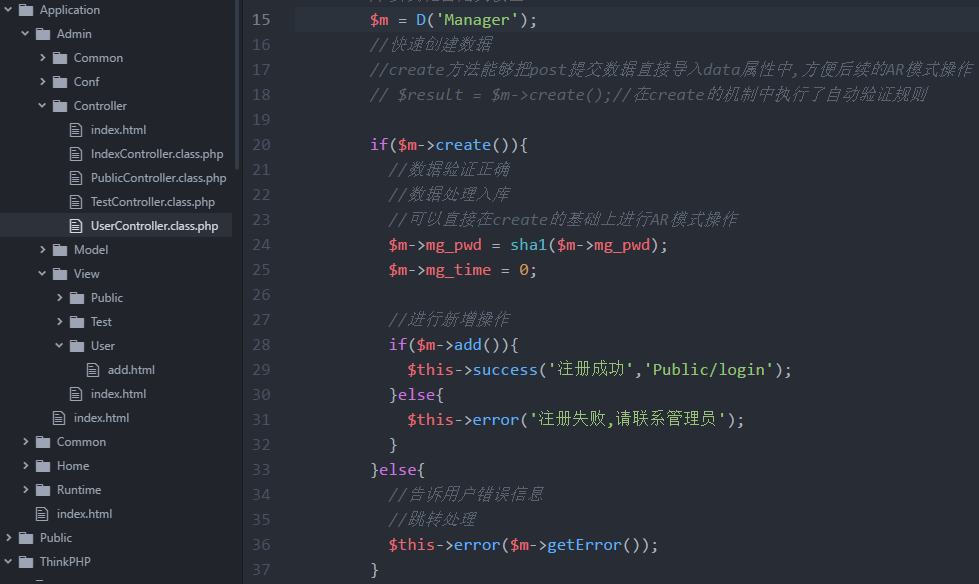 Application
Admin
Common
Conf
Controller
index.html
IndexController.class.php
PublicController.class.php
TestController.class.php
UserController.class.php
Model
View
Public
Test
User
add.html
index.html
index.html
Common
Home
Runtime
index.html
Public
ThinkPHP
15 $m = D('Manager');
16 //快速创建数据
17 //create方法能够把post提交数据直接导入data属性中,方便后续的AR模式操作
18 // $result = $m->create();//在create的机制中执行了自动验证规则
19
20 if($m->create()){
21 //数据验证正确
22 //数据处理入库
23 //可以直接在create的基础上进行AR模式操作
24 $m->mg_pwd = sha1($m->mg_pwd);
25 $m->mg_time = 0;
26
27 //进行新增操作
28 if($m->add()){
29 $this->success('注册成功','Public/login');
30 }else{
31 $this->error('注册失败,请联系管理员');
32 }
33 }else{
34 //告诉用户错误信息
35 //跳转处理
36 $this->error($m->getError());
37 }